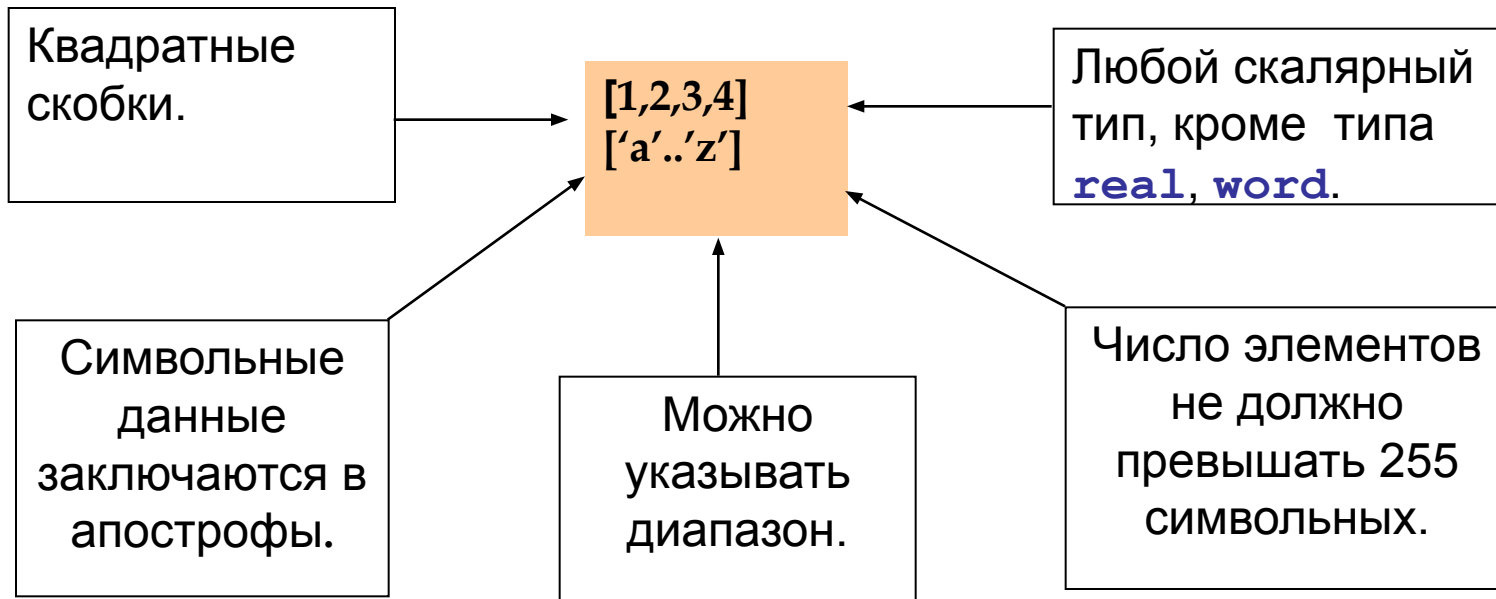 Квадратные
скобки.
[1,2,3,4]
[‘a’..’z’]
Любой скалярный
тип, кроме типа
real, word.
Символьные
данные
заключаются в
апострофы.
Можно
указывать
диапазон.
Число элементов
не должно
превышать 255
символьных.